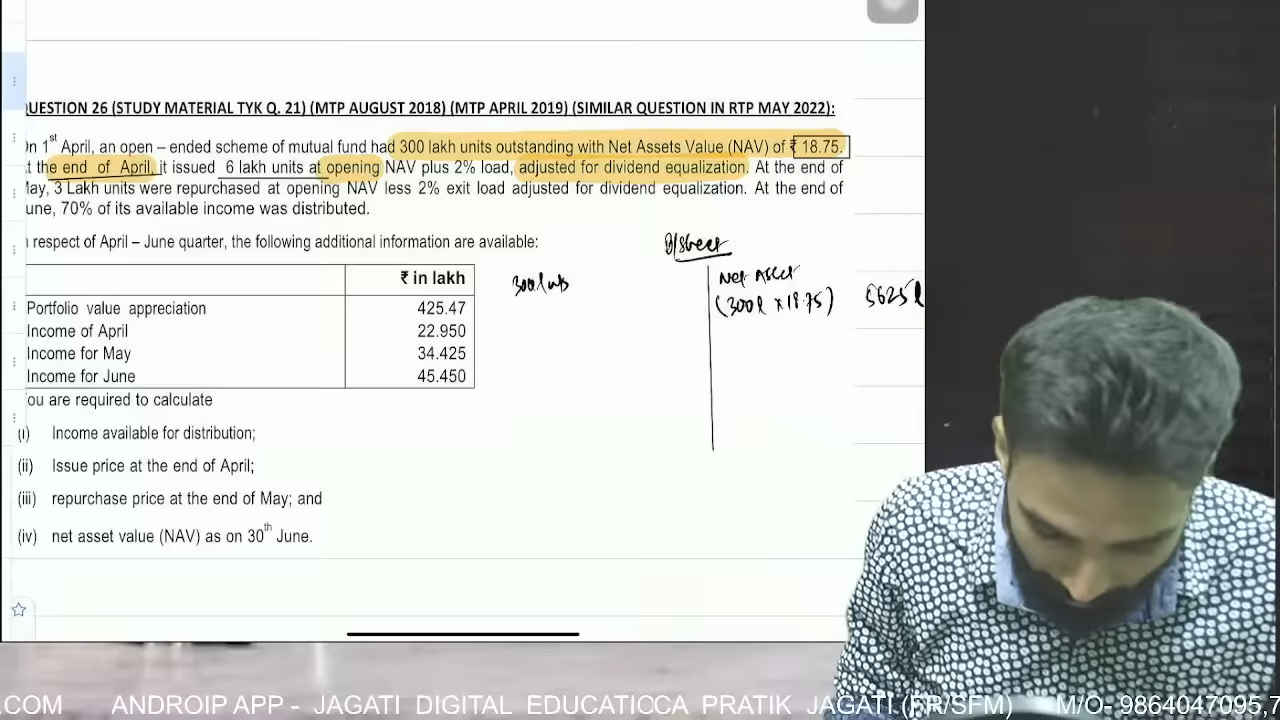 UESTION 26 (STUDY MATERIAL TYK Q. 21) (MTP AUGUST 2018) (MTP APRIL 2019) (SIMILAR QUESTION IN RTP MAY 2022):
n 1st April, an open – ended scheme of mutual fund had 300 lakh units outstanding with Net Assets Value (NAV) of ₹ 18.75.
t the end of April, it issued 6 lakh units at opening NAV plus 2% load, adjusted for dividend equalization. At the end of
ay, 3 Lakh units were repurchased at opening NAV less 2% exit load adjusted for dividend equalization. At the end of
une, 70% of its available income was distributed.
respect of April – June quarter, the following additional information are available:
B/Sheet
₹ in lakh
300 l units
Net Asset
(300 l x 18.75) 5625 l
Portfolio value appreciation 425.47
Income of April 22.950
Income for May 34.425
Income for June 45.450
ou are required to calculate
(i) Income available for distribution;
(ii) Issue price at the end of April;
(iii) repurchase price at the end of May; and
(iv) net asset value (NAV) as on 30th June.
.COM ANDROIP APP - JAGATI DIGITAL EDUCATICCA PRATIK JAGATI (FR/SFM) M/O- 9864047095,7